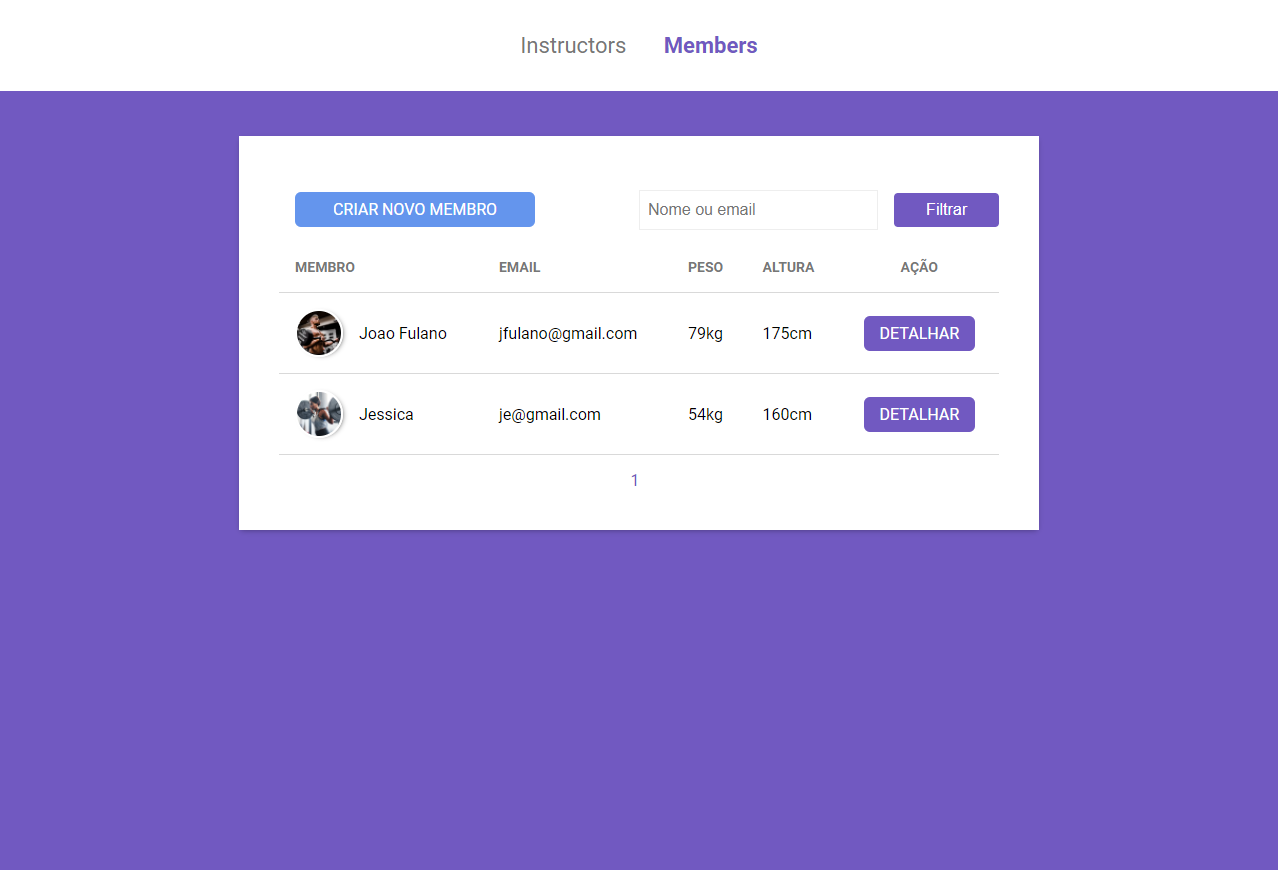 Instructors Members
CRIAR NOVO MEMBRO Nome ou email Filtrar
MEMBRO EMAIL PESO ALTURA AÇÃO
Joao Fulano jfulano@gmail.com 79kg 175cm DETALHAR
Jessica je@gmail.com 54kg 160cm DETALHAR
1